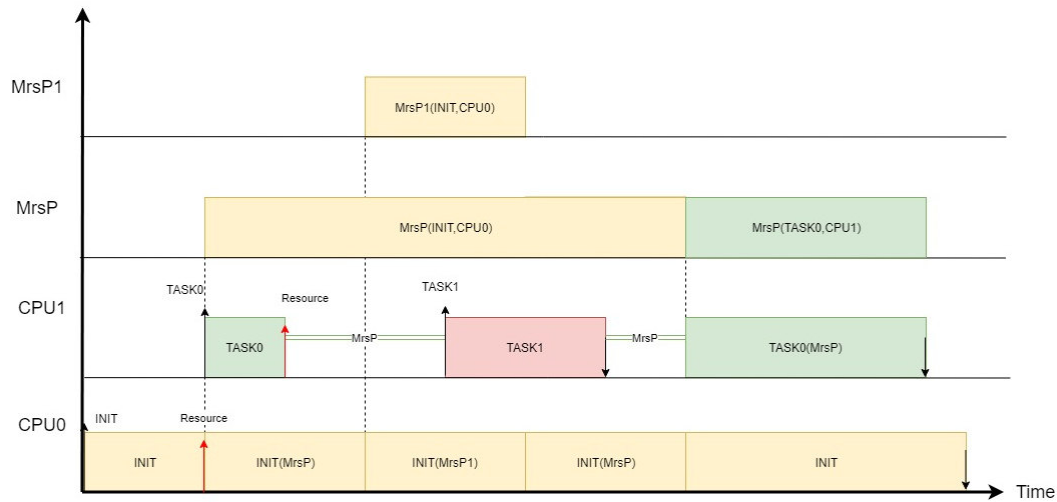 MrsP1
MrsP1(INIT,CPU0)
MrsP
MrsP(INIT,CPU0)
MrsP(TASK0,CPU1)
TASK0
TASK1
Resource
CPU1
TASK0
MrsP
TASK1
MrsP
TASK0(MrsP)
CPU0
INIT
Resource
INIT
INIT(MrsP)
INIT(MrsP1)
INIT(MrsP)
INIT
Time